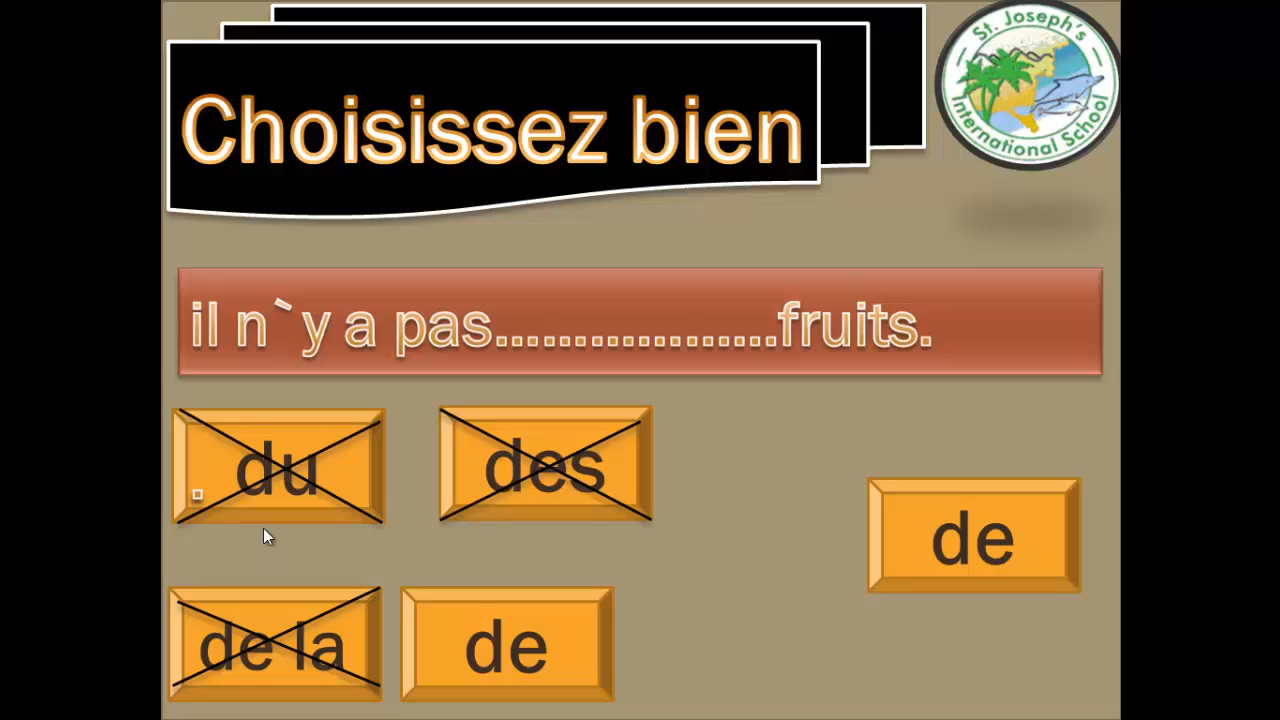 St. Joseph's
International School
Choisissez bien
il n`y a pas..................fruits.
. du
des
de
de la
de